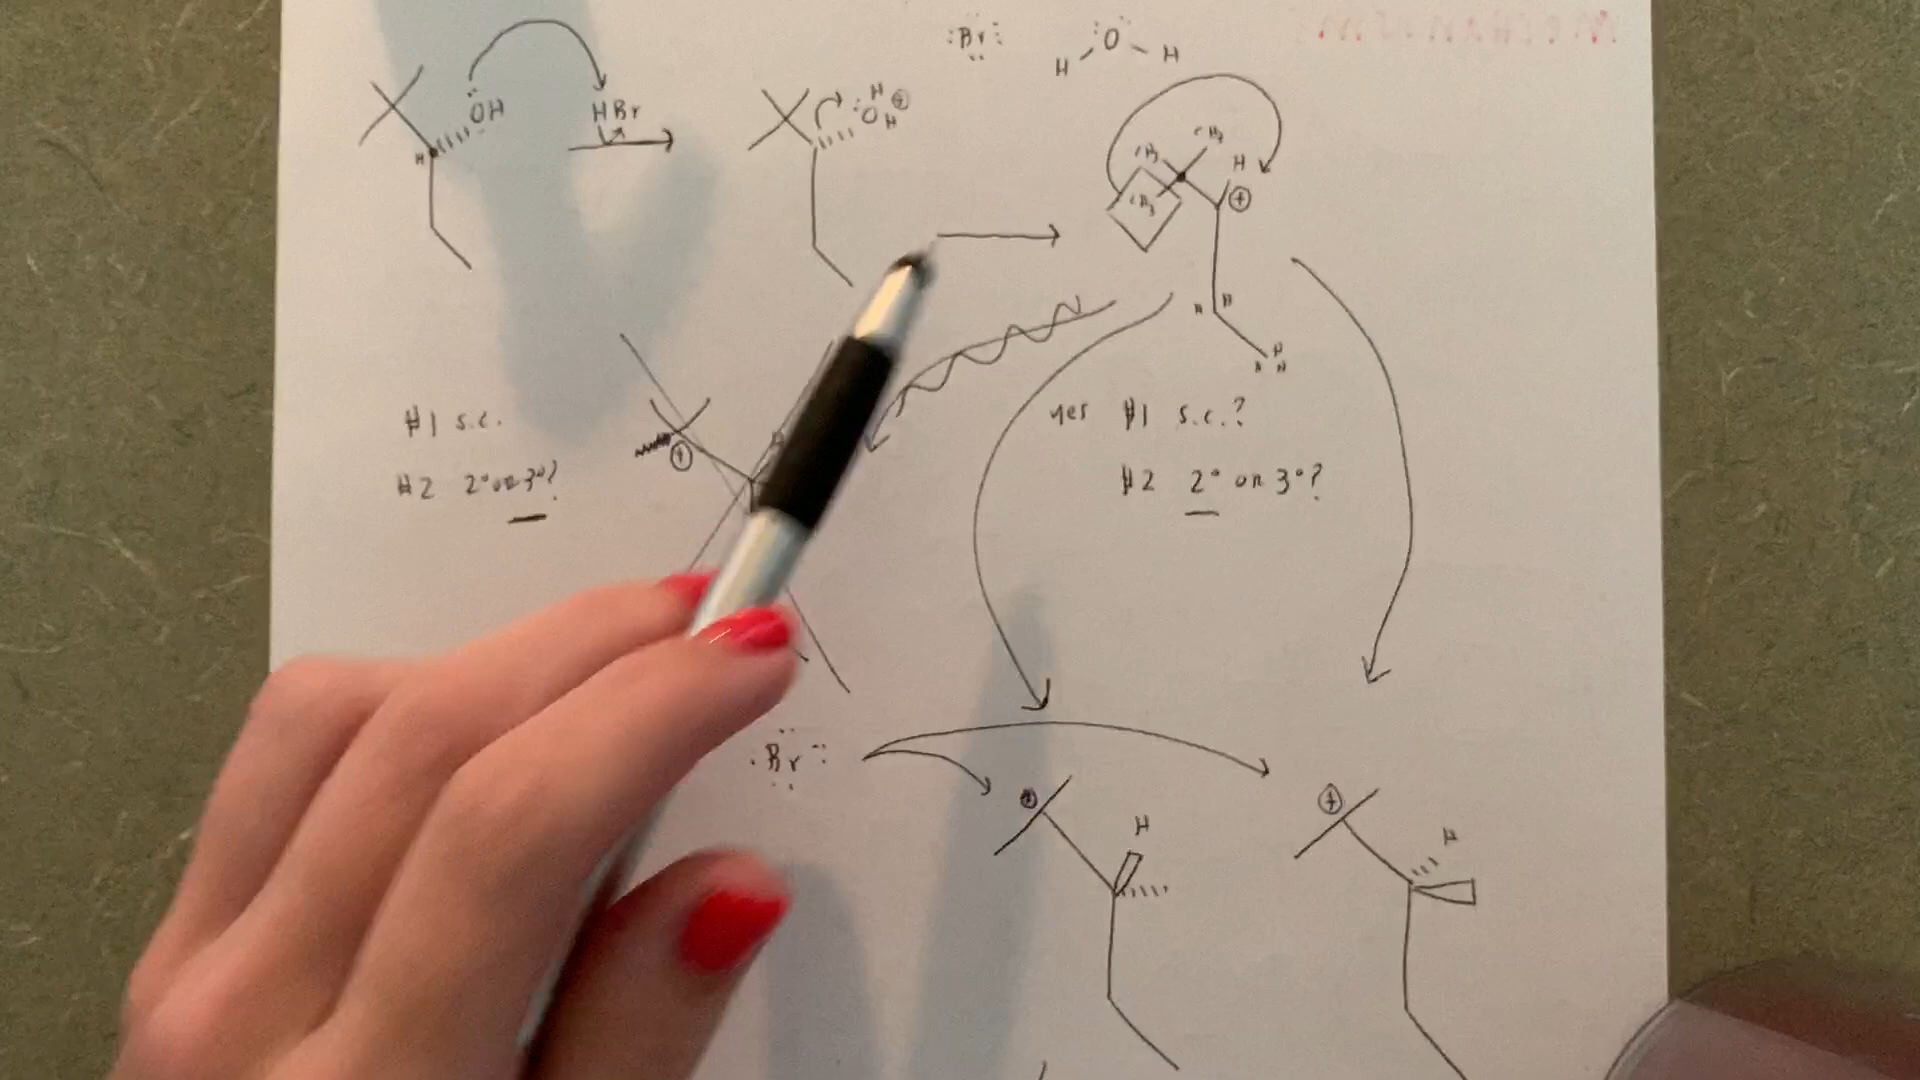 MECHANISM
:Br:
H O H
OH
HBr
H
H
OH ⊕
H
CH3
CH3
CH3
H
⊕
H H
H
H H
#1 s.c.
#2 2° or 3°?
⊕
yes #1 s.c.?
#2 2° or 3°?
:Br:
⊕
H
⊕
H